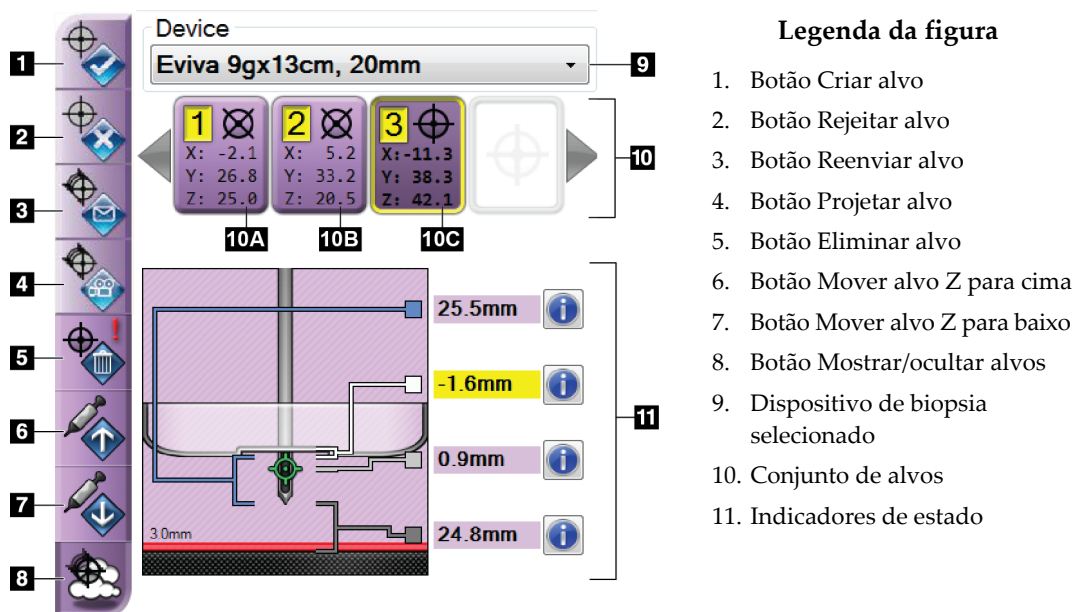 Device
Eviva 9gx13cm, 20mm
1
2
3
4
5
6
7
8
9
10
1
X: -2.1
Y: 26.8
Z: 25.0
2
X: 5.2
Y: 33.2
Z: 20.5
3
X:-11.3
Y: 38.3
Z: 42.1
10A
10B
10C
25.5mm
-1.6mm
0.9mm
24.8mm
3.0mm
11
Legenda da figura
1. Botão Criar alvo
2. Botão Rejeitar alvo
3. Botão Reenviar alvo
4. Botão Projetar alvo
5. Botão Eliminar alvo
6. Botão Mover alvo Z para cima
7. Botão Mover alvo Z para baixo
8. Botão Mostrar/ocultar alvos
9. Dispositivo de biopsia
selecionado
10. Conjunto de alvos
11. Indicadores de estado